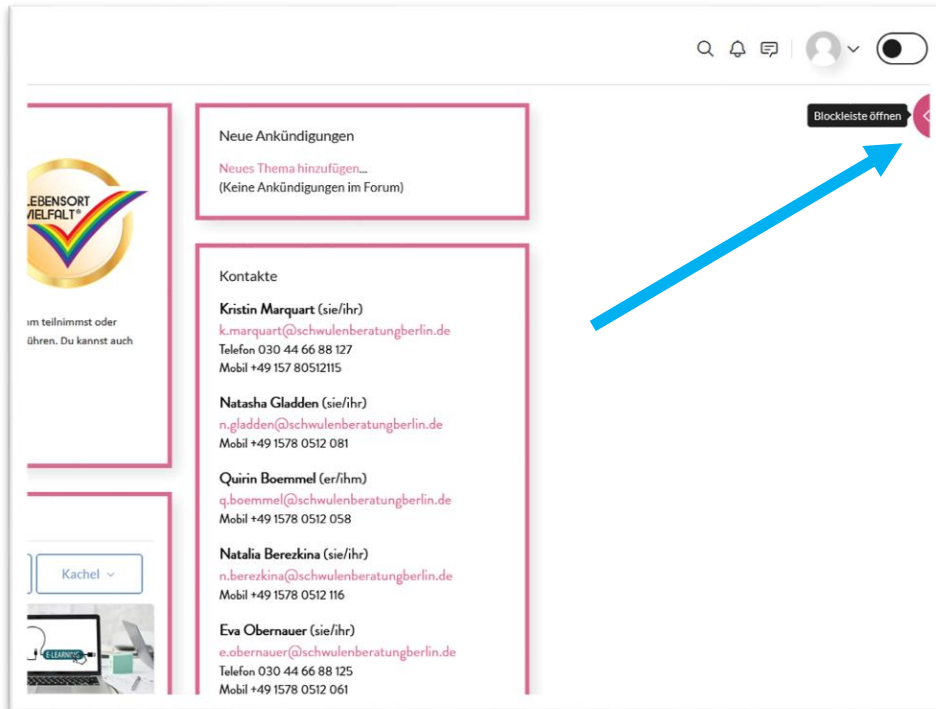 Blockleiste öffnen
LEBENSORT
VIELFALT®
nm teilnimmst oder
ühren. Du kannst auch
Kachel
E-LEARNING
Neue Ankündigungen
Neues Thema hinzufügen...
(Keine Ankündigungen im Forum)
Kontakte
Kristin Marquart (sie/ihr)
k.marquart@schwulenberatungberlin.de
Telefon 030 44 66 88 127
Mobil +49 157 80512115
Natasha Gladden (sie/ihr)
n.gladden@schwulenberatungberlin.de
Mobil +49 1578 0512 081
Quirin Boemmel (er/ihm)
q.boemmel@schwulenberatungberlin.de
Mobil +49 1578 0512 058
Natalia Berezkina (sie/ihr)
n.berezkina@schwulenberatungberlin.de
Mobil +49 1578 0512 116
Eva Obernauer (sie/ihr)
e.obernauer@schwulenberatungberlin.de
Telefon 030 44 66 88 125
Mobil +49 1578 0512 061